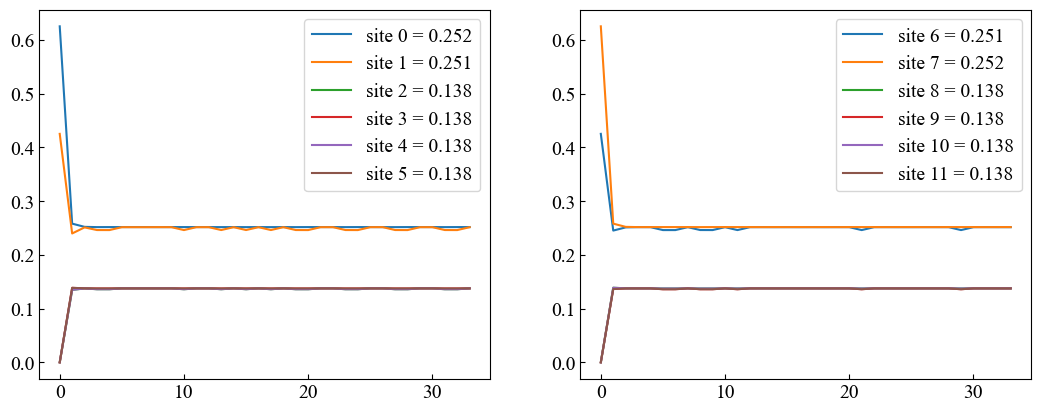 0.6
0.5
0.4
0.3
0.2
0.1
0.0
0
10
20
30
site 0 = 0.252
site 1 = 0.251
site 2 = 0.138
site 3 = 0.138
site 4 = 0.138
site 5 = 0.138
0.6
0.5
0.4
0.3
0.2
0.1
0.0
0
10
20
30
site 6 = 0.251
site 7 = 0.252
site 8 = 0.138
site 9 = 0.138
site 10 = 0.138
site 11 = 0.138